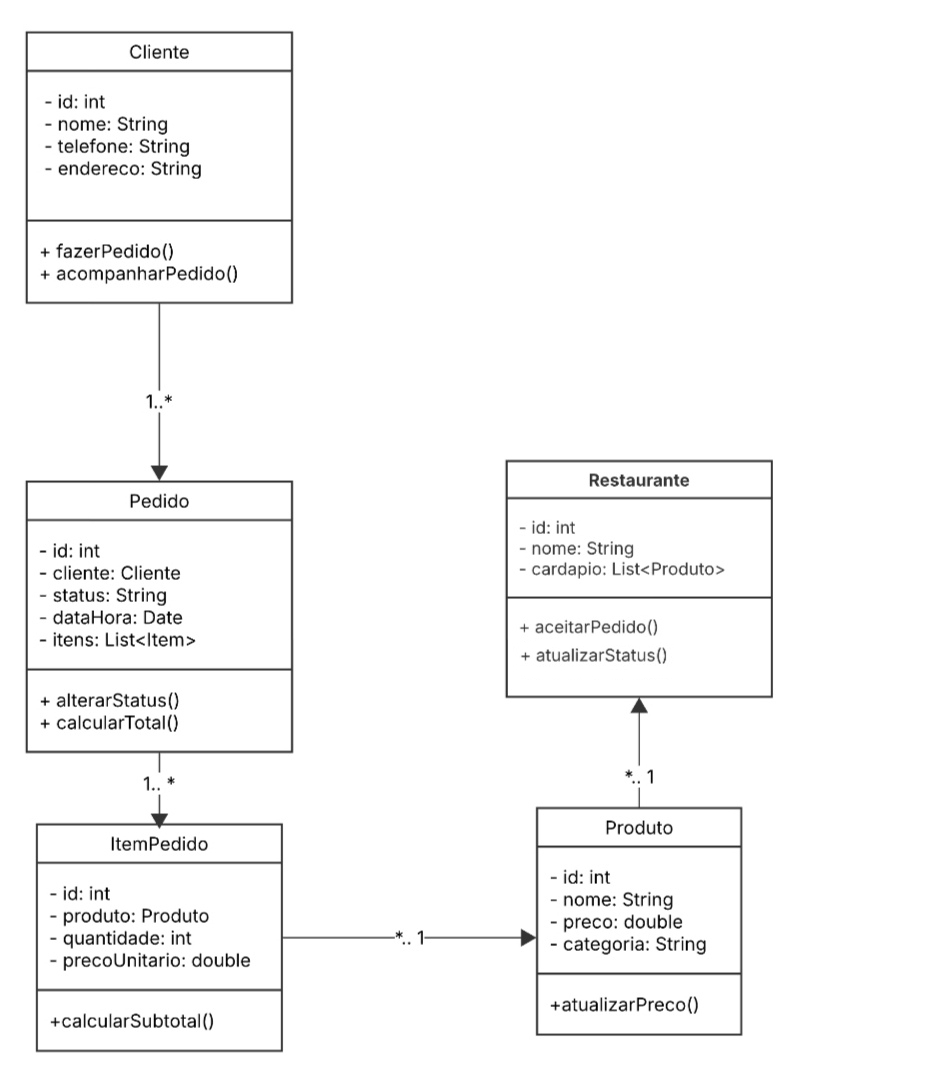 Cliente
- id: int
- nome: String
- telefone: String
- endereco: String
+ fazerPedido()
+ acompanharPedido()
1..*
Pedido
- id: int
- cliente: Cliente
- status: String
- dataHora: Date
- itens: List<Item>
+ alterarStatus()
+ calcularTotal()
1.. *
ItemPedido
- id: int
- produto: Produto
- quantidade: int
- precoUnitario: double
+calcularSubtotal()
*.. 1
Restaurante
- id: int
- nome: String
- cardapio: List<Produto>
+ aceitarPedido()
+ atualizarStatus()
*.. 1
Produto
- id: int
- nome: String
- preco: double
- categoria: String
+atualizarPreco()